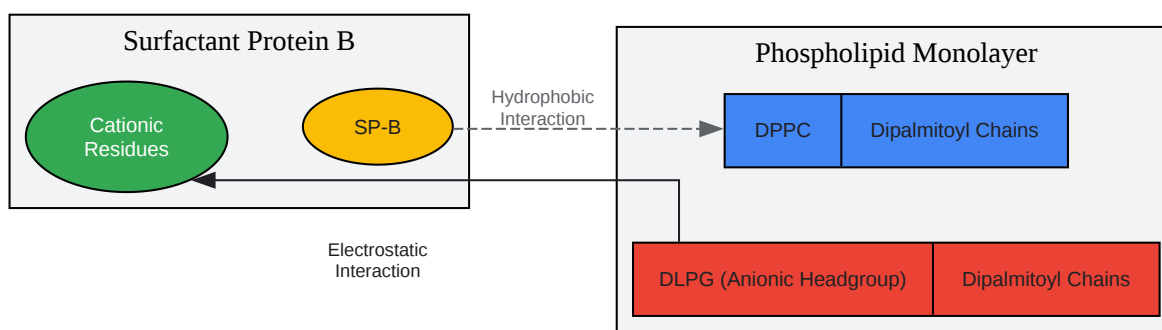 Surfactant Protein B
Phospholipid Monolayer
Cationic
Residues
SP-B
Hydrophobic
Interaction
DPPC
Dipalmitoyl Chains
Electrostatic
Interaction
DLPG (Anionic Headgroup)
Dipalmitoyl Chains